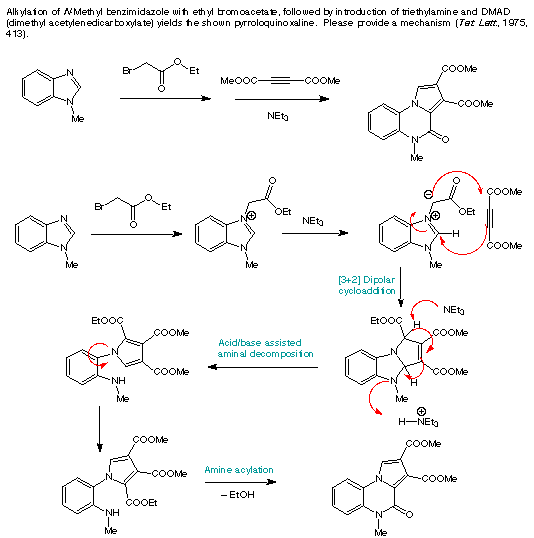 Alkylation of N-Methyl benzimidazole with ethyl bromoacetate, followed by introduction of triethylamine and DMAD
(dimethyl acetylenedicarboxylate) yields the shown pyrroloquinoxaline. Please provide a mechanism (Tet. Lett., 1975,
413).
Br O Et
O
N
N
Me
MeOOC COOMe
NEt3
COOMe
COOMe
N
N O
Me
Br O Et
O
N
N
Me
O
OEt
N ⊕
N
Me
NEt3
⊖ O
OEt
N ⊕
N H
Me
COOMe
COOMe
[3+2] Dipolar
cycloaddition
NEt3
EtOOC H COOMe
N
COOMe
N H
Me
⊕
H–NEt3
Acid/base assisted
aminal decomposition
EtOOC COOMe
N
COOMe
NH
Me
COOMe
COOMe
N
COOEt
NH
Me
Amine acylation
– EtOH
COOMe
COOMe
N
N O
Me